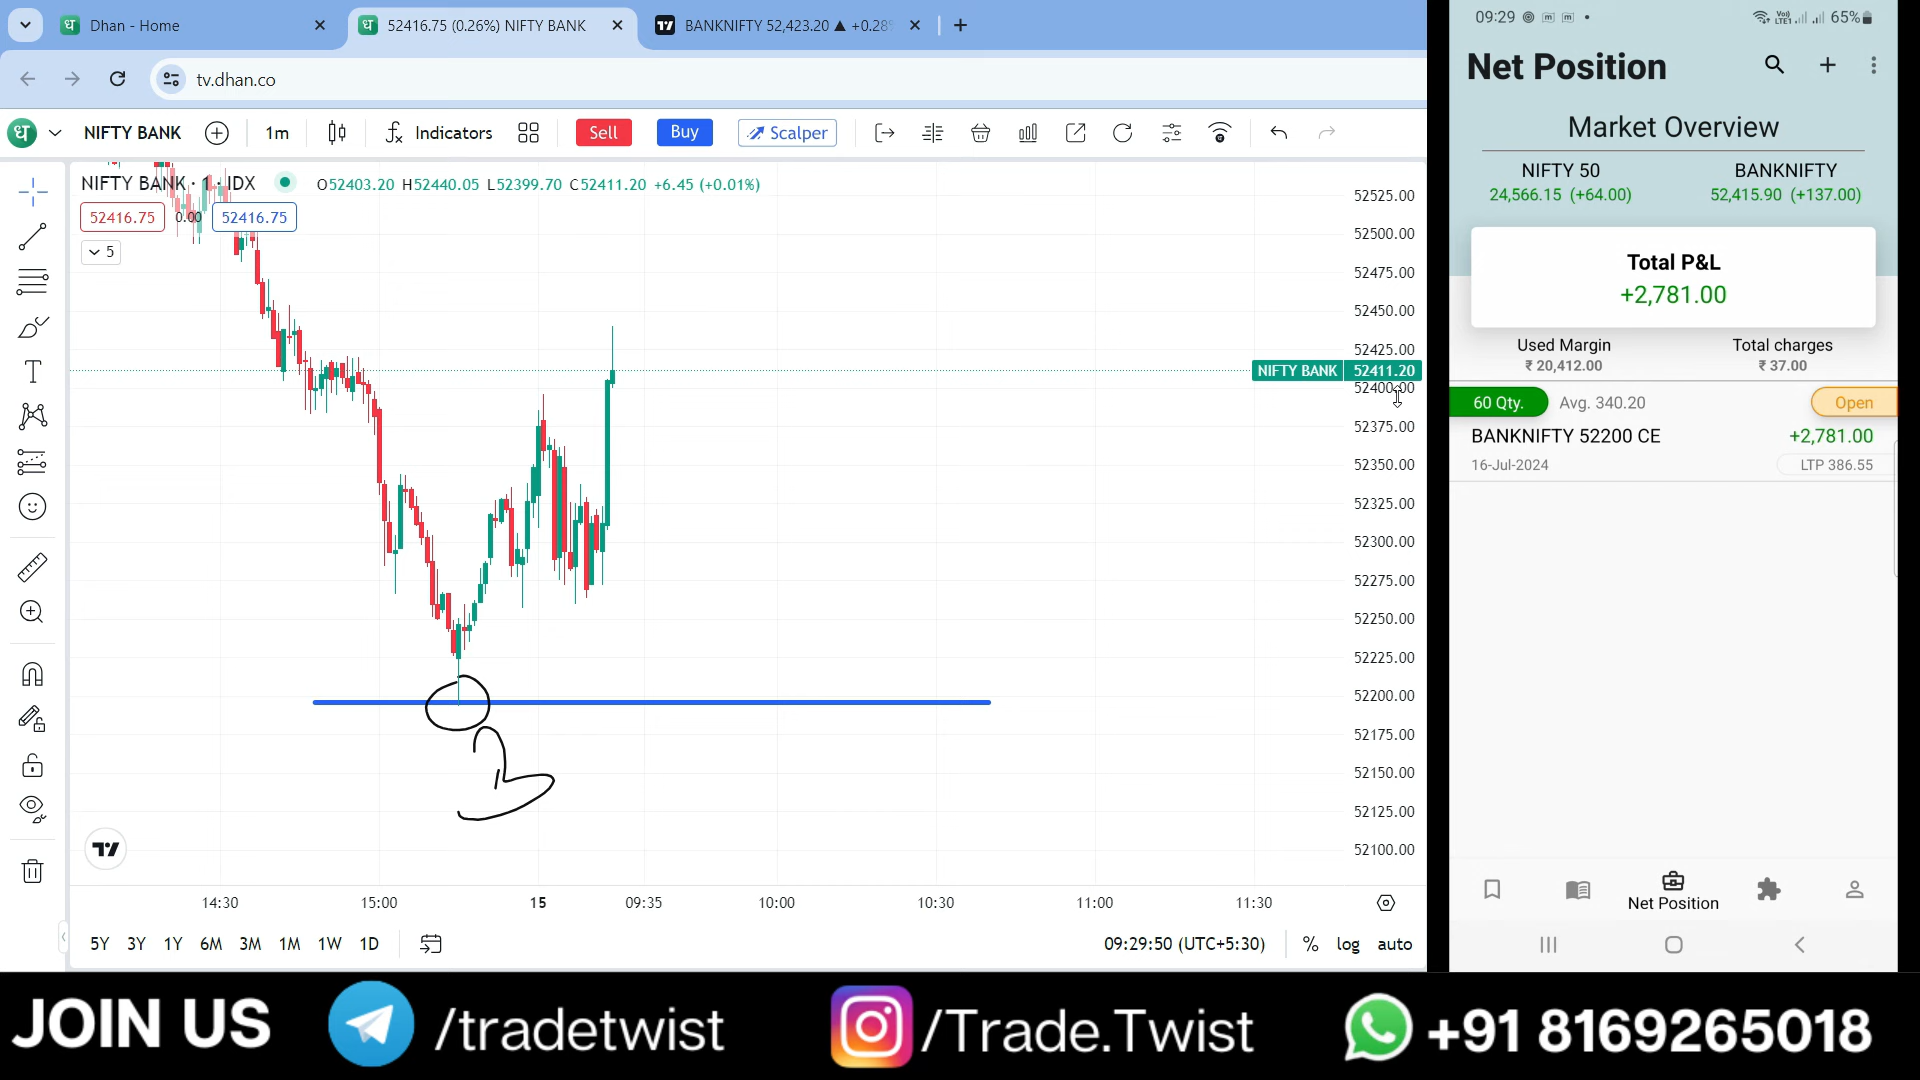 Dhan - Home
52416.75 (0.26%) NIFTY BANK
BANKNIFTY 52,423.20 ▲ +0.28%
tv.dhan.co
ध NIFTY BANK 1m Indicators Sell Buy Scalper
NIFTY BANK · 1 · IDX O52403.20 H52440.05 L52399.70 C52411.20 +6.45 (+0.01%)
52416.75 0.00 52416.75
5
52525.00
52500.00
52475.00
52450.00
52425.00
NIFTY BANK 52411.20
52400.00
52375.00
52350.00
52325.00
52300.00
52275.00
52250.00
52225.00
52200.00
52175.00
52150.00
52125.00
52100.00
14:30 15:00 15 09:35 10:00 10:30 11:00 11:30
5Y 3Y 1Y 6M 3M 1M 1W 1D 09:29:50 (UTC+5:30) % log auto
09:29 65%
Net Position
Market Overview
NIFTY 50 BANKNIFTY
24,566.15 (+64.00) 52,415.90 (+137.00)
Total P&L
+2,781.00
Used Margin Total charges
₹ 20,412.00 ₹ 37.00
60 Qty. Avg. 340.20 Open
BANKNIFTY 52200 CE +2,781.00
16-Jul-2024 LTP 386.55
Net Position
JOIN US /tradetwist /Trade.Twist +91 8169265018